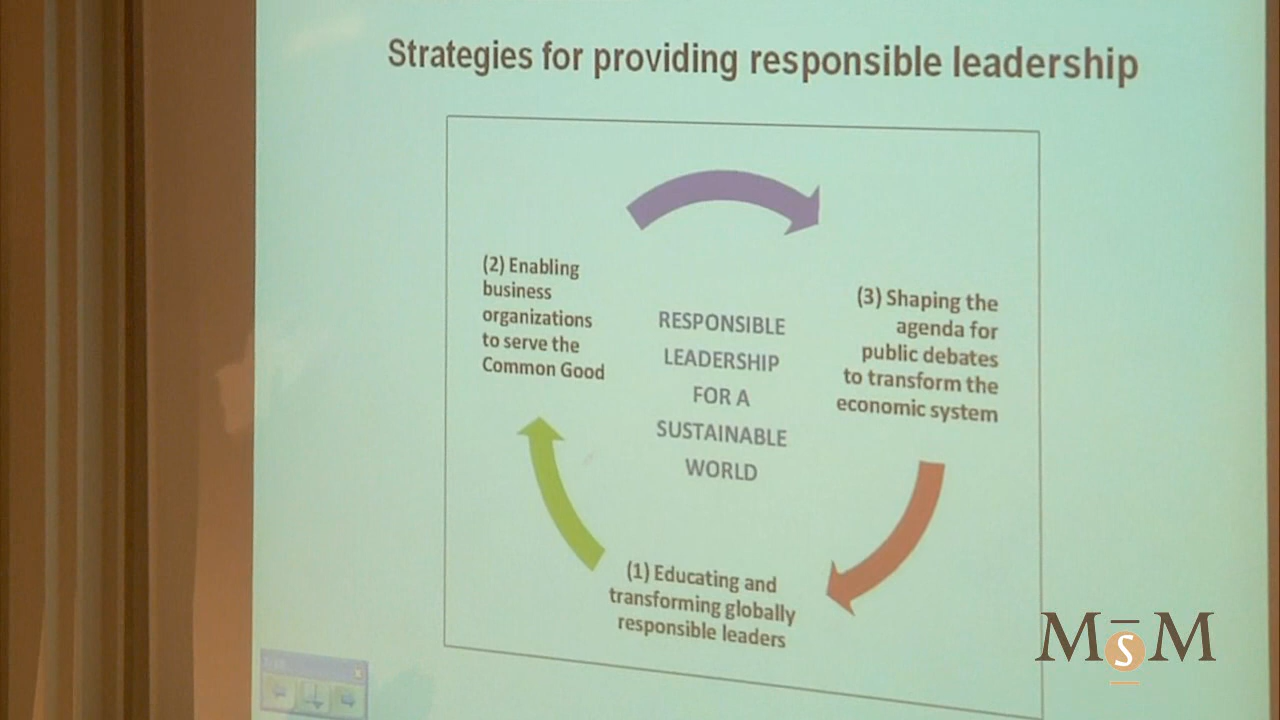 Strategies for providing responsible leadership
(2) Enabling
business
organizations
to serve the
Common Good
RESPONSIBLE
LEADERSHIP
FOR A
SUSTAINABLE
WORLD
(3) Shaping the
agenda for
public debates
to transform the
economic system
(1) Educating and
transforming globally
responsible leaders
MSM